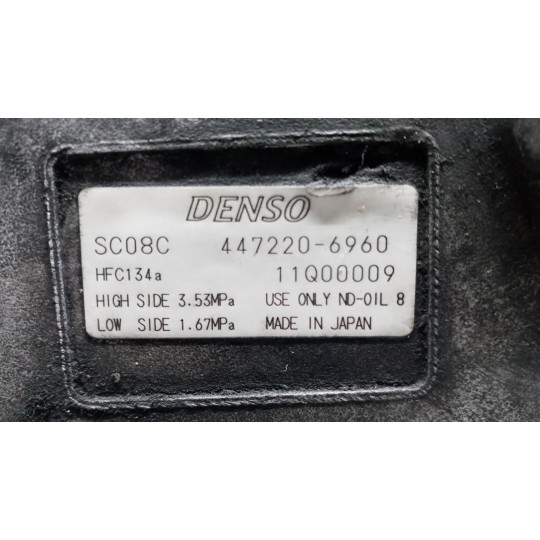 DENSO
SC08C 447220-6960
HFC134a 11Q00009
HIGH SIDE 3.53MPa USE ONLY ND-OIL 8
LOW SIDE 1.67MPa MADE IN JAPAN